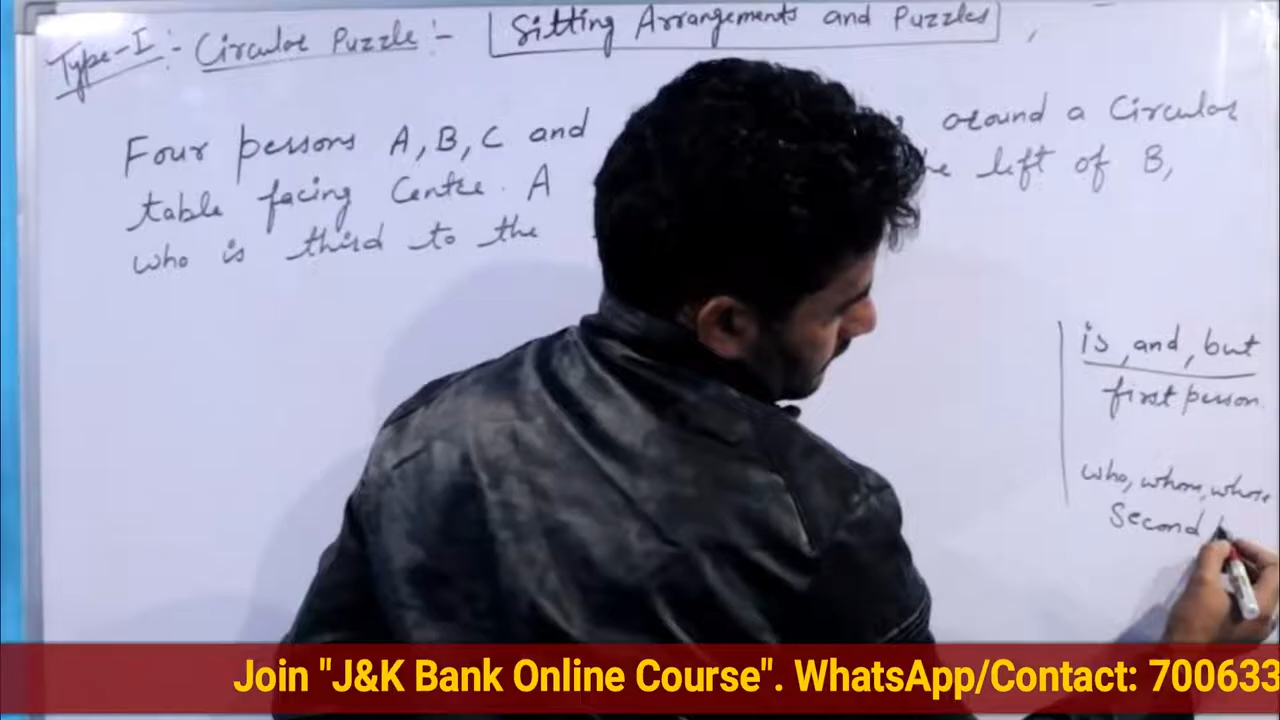 Type-I :- Circular Puzzle :- Sitting Arrangements and Puzzles
Four persons A, B, C and around a Circular
table facing Centre. A left of B,
who is third to the
is, and, but
first person.
who, whom, whose
Second
Join "J&K Bank Online Course". WhatsApp/Contact: 700633